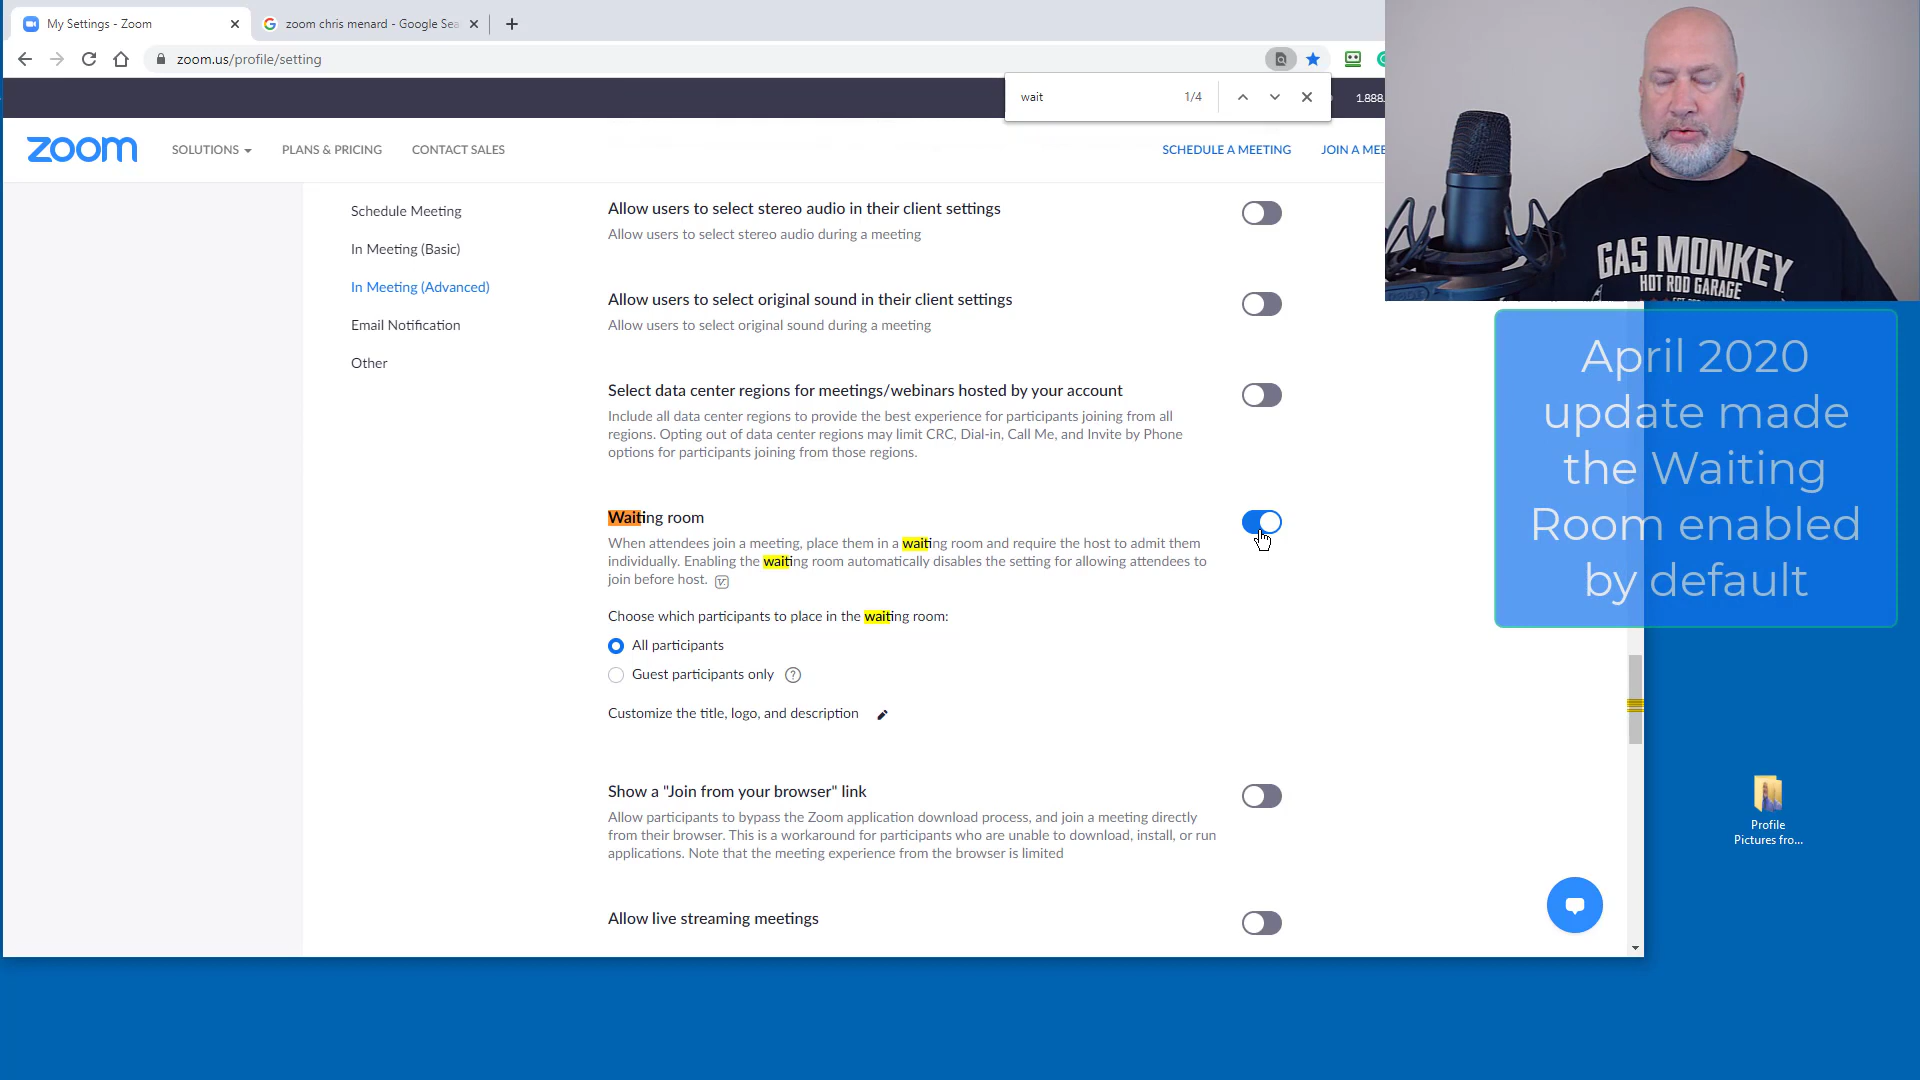 My Settings - Zoom
zoom chris menard - Google Sea
zoom.us/profile/setting
wait
1/4
1.888.
zoom
SOLUTIONS
PLANS & PRICING
CONTACT SALES
SCHEDULE A MEETING
JOIN A MEE
Schedule Meeting
In Meeting (Basic)
In Meeting (Advanced)
Email Notification
Other
Allow users to select stereo audio in their client settings
Allow users to select stereo audio during a meeting
Allow users to select original sound in their client settings
Allow users to select original sound during a meeting
Select data center regions for meetings/webinars hosted by your account
Include all data center regions to provide the best experience for participants joining from all
regions. Opting out of data center regions may limit CRC, Dial-in, Call Me, and Invite by Phone
options for participants joining from those regions.
Waiting room
When attendees join a meeting, place them in a waiting room and require the host to admit them
individually. Enabling the waiting room automatically disables the setting for allowing attendees to
join before host.
Choose which participants to place in the waiting room:
All participants
Guest participants only
Customize the title, logo, and description
Show a "Join from your browser" link
Allow participants to bypass the Zoom application download process, and join a meeting directly
from their browser. This is a workaround for participants who are unable to download, install, or run
applications. Note that the meeting experience from the browser is limited
Allow live streaming meetings
GAS MONKEY
HOT ROD GARAGE
April 2020
update made
the Waiting
Room enabled
by default
Profile
Pictures fro...